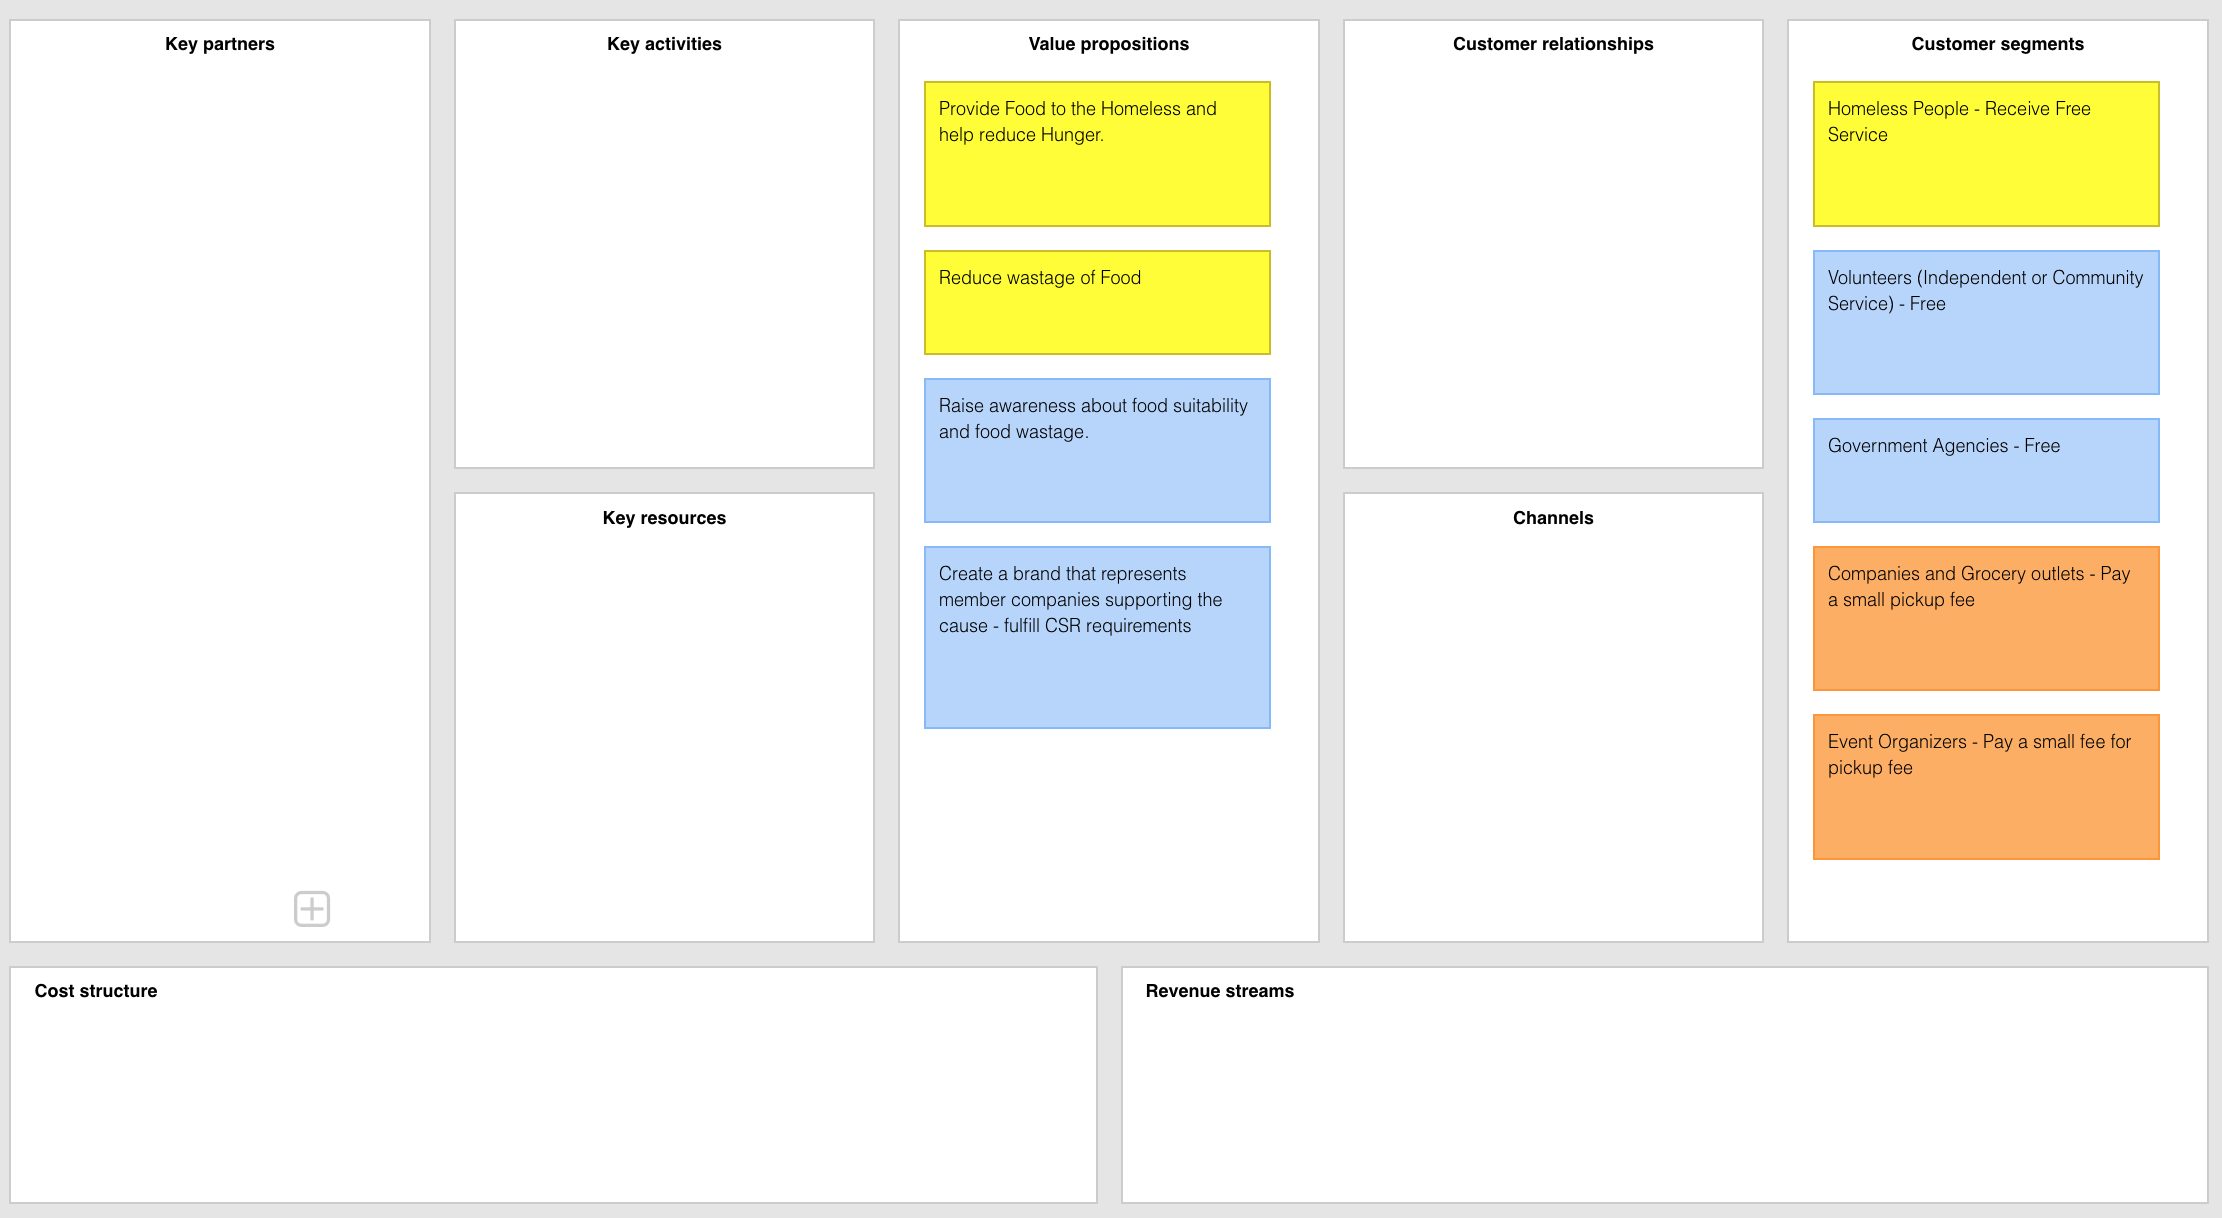 Key partners
Key activities
Value propositions
Provide Food to the Homeless and
help reduce Hunger.
Reduce wastage of Food
Raise awareness about food suitability
and food wastage.
Create a brand that represents
member companies supporting the
cause - fulfill CSR requirements
Customer relationships
Customer segments
Homeless People - Receive Free
Service
Volunteers (Independent or Community
Service) - Free
Government Agencies - Free
Companies and Grocery outlets - Pay
a small pickup fee
Event Organizers - Pay a small fee for
pickup fee
Key resources
Channels
Cost structure
Revenue streams